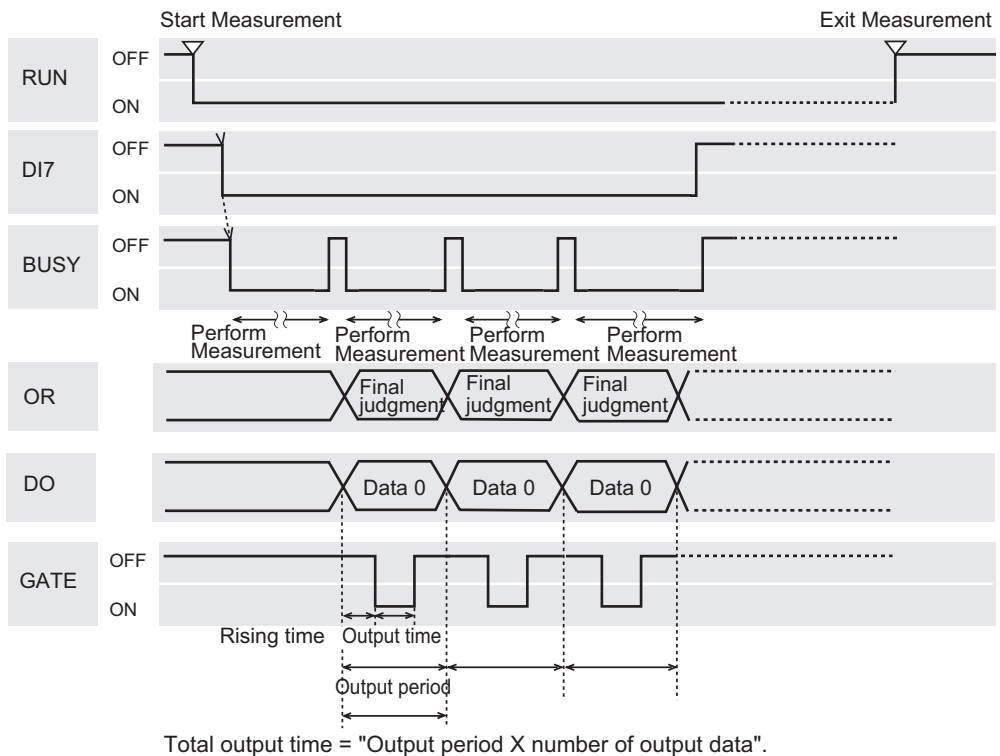 Start Measurement
Exit Measurement
RUN
OFF
ON
DI7
OFF
ON
BUSY
OFF
ON
Perform
Measurement
Perform
Measurement
Perform
Measurement
Perform
Measurement
OR
Final
judgment
Final
judgment
Final
judgment
DO
Data 0
Data 0
Data 0
GATE
OFF
ON
Rising time
Output time
Output period
Total output time = "Output period X number of output data".